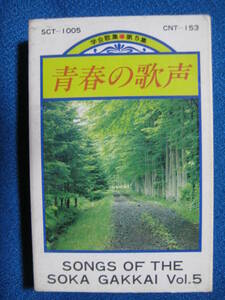 SCT-1005
CNT-153
学会歌集●第5集
青春の歌声
SONGS OF THE
SOKA GAKKAI Vol.5